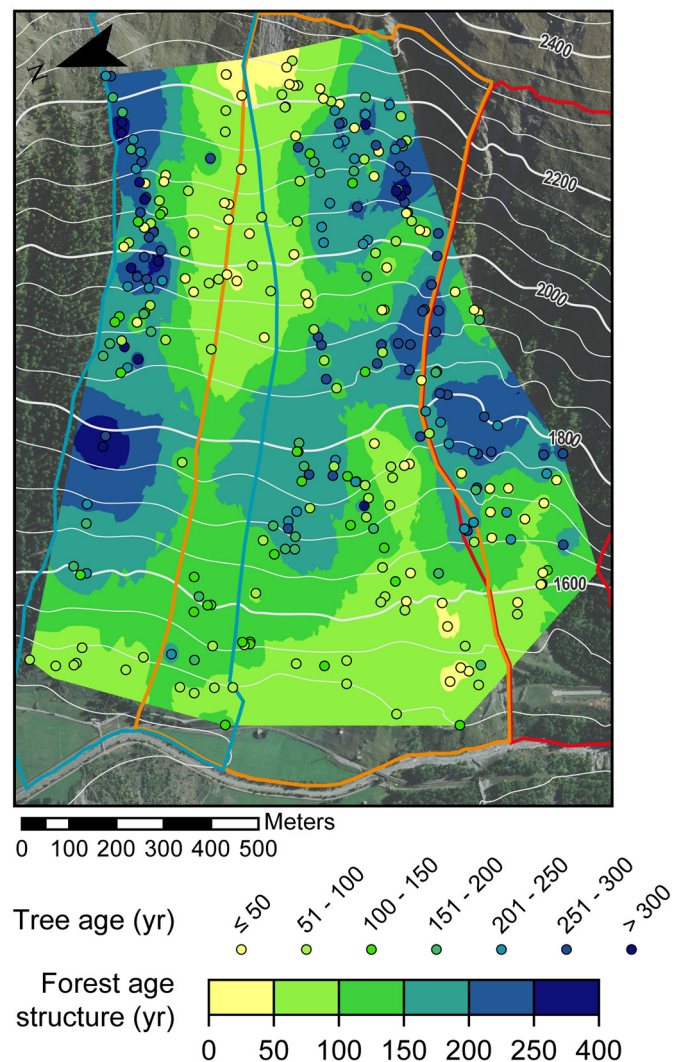 2400
N
2200
2000
1800
1600
Meters
0 100 200 300 400 500
Tree age (yr)
≤ 50
51 - 100
100 - 150
151 - 200
201 - 250
251 - 300
> 300
Forest age
structure (yr)
0 50 100 150 200 250 400